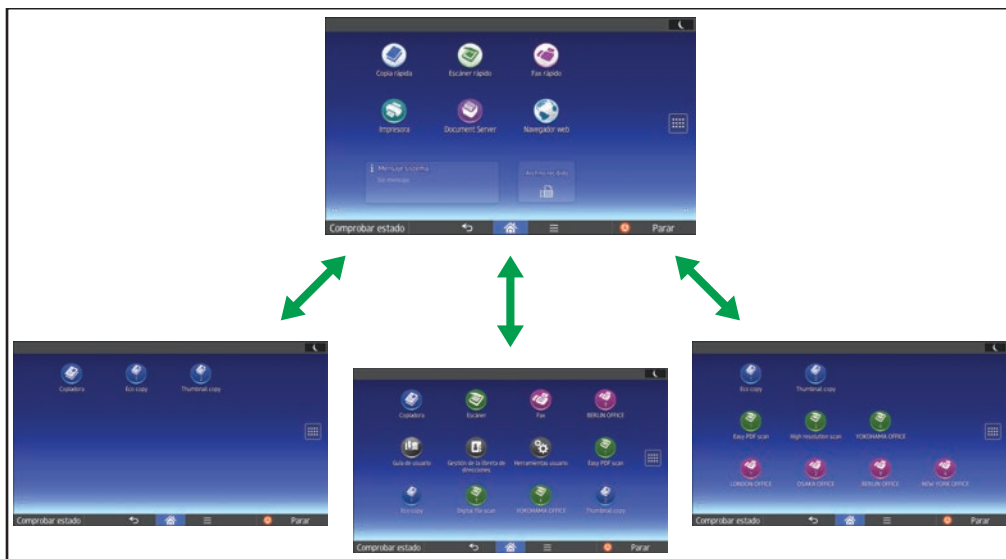 Copia rápida Escáner rápido Fax rápido
Impresora Document Server Navegador web
Mensaje sistema
Sin mensaje
Archivo recibido
Comprobar estado Parar
Copiadora Eco copy Thumbnail copy
Comprobar estado Parar
Copiadora Escáner Fax BERLIN OFFICE
Guía de usuario Gestión de la libreta de Herramientas usuario Easy PDF scan
direcciones
Eco copy Digital file scan YOKOHAMA OFFICE Thumbnail copy
Comprobar estado Parar
Eco copy Thumbnail copy
Easy PDF scan High resolution scan YOKOHAMA OFFICE
LONDON OFFICE OSAKA OFFICE BERLIN OFFICE NEW YORK OFFICE
Comprobar estado Parar